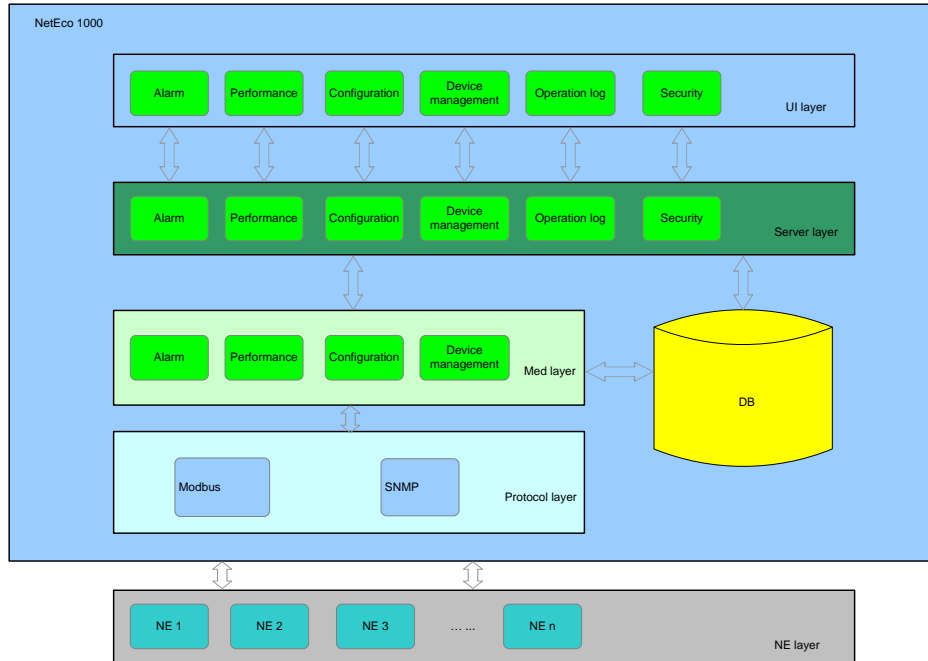 NetEco 1000
Alarm
Performance
Configuration
Device
management
Operation log
Security
UI layer
Alarm
Performance
Configuration
Device
management
Operation log
Security
Server layer
Alarm
Performance
Configuration
Device
management
Med layer
DB
Modbus
SNMP
Protocol layer
NE 1
NE 2
NE 3
... ...
NE n
NE layer